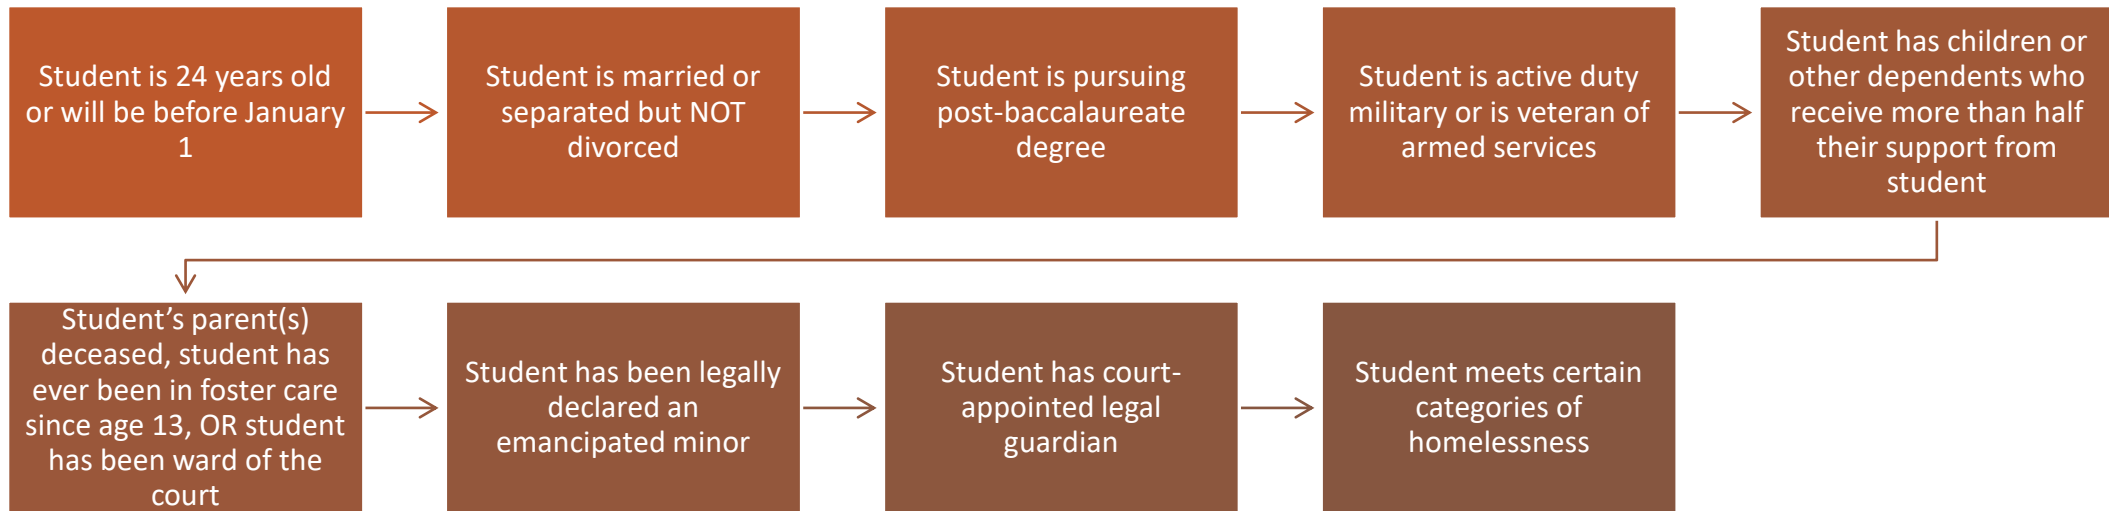 Student is 24 years old
or will be before January
1
Student is married or
separated but NOT
divorced
Student is pursuing
post-baccalaureate
degree
Student is active duty
military or is veteran of
armed services
Student has children or
other dependents who
receive more than half
their support from
student
Student’s parent(s)
deceased, student has
ever been in foster care
since age 13, OR student
has been ward of the
court
Student has been legally
declared an
emancipated minor
Student has court-
appointed legal
guardian
Student meets certain
categories of
homelessness